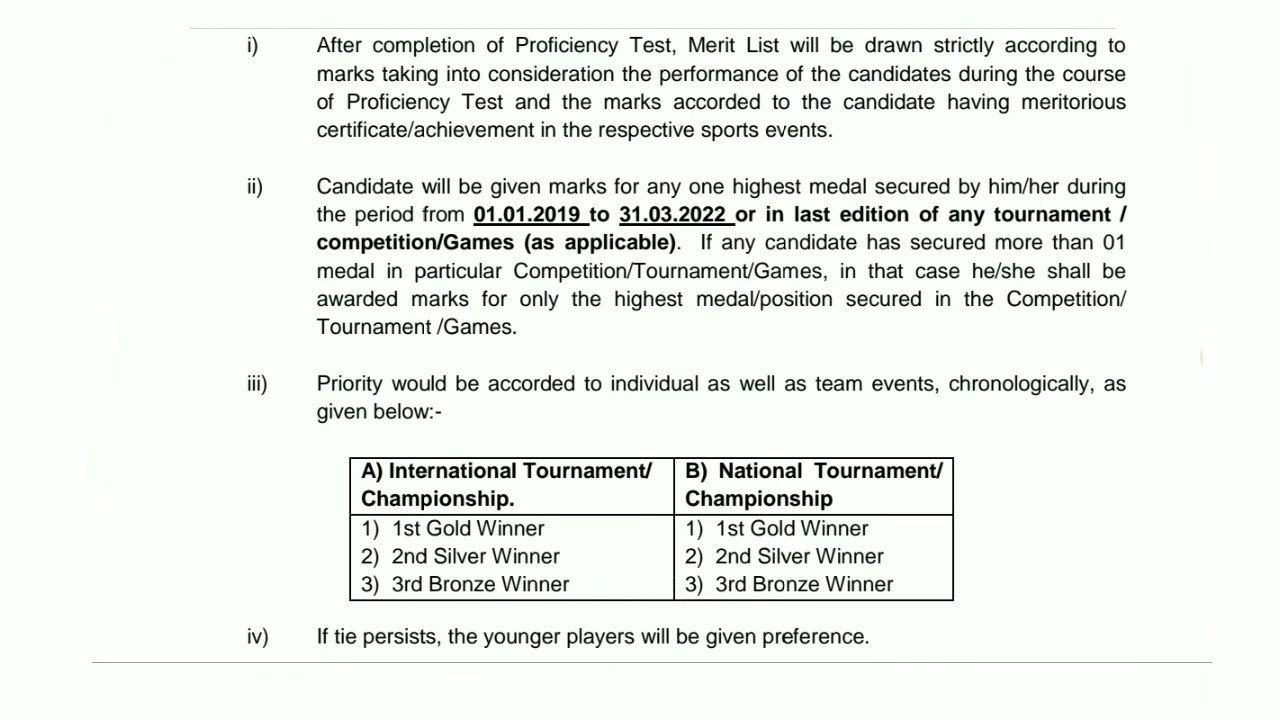 i) After completion of Proficiency Test, Merit List will be drawn strictly according to
marks taking into consideration the performance of the candidates during the course
of Proficiency Test and the marks accorded to the candidate having meritorious
certificate/achievement in the respective sports events.
ii) Candidate will be given marks for any one highest medal secured by him/her during
the period from 01.01.2019 to 31.03.2022 or in last edition of any tournament /
competition/Games (as applicable). If any candidate has secured more than 01
medal in particular Competition/Tournament/Games, in that case he/she shall be
awarded marks for only the highest medal/position secured in the Competition/
Tournament /Games.
iii) Priority would be accorded to individual as well as team events, chronologically, as
given below:-
A) International Tournament/
Championship.
1) 1st Gold Winner
2) 2nd Silver Winner
3) 3rd Bronze Winner
B) National Tournament/
Championship
1) 1st Gold Winner
2) 2nd Silver Winner
3) 3rd Bronze Winner
iv) If tie persists, the younger players will be given preference.